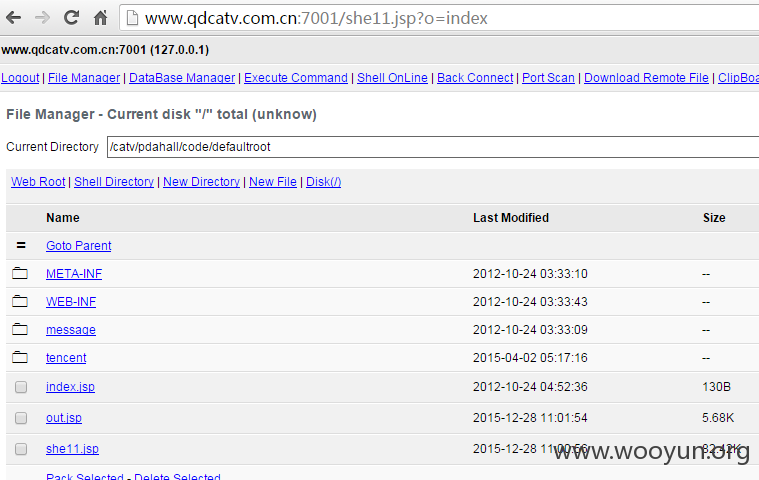 www.qdcatv.com.cn:7001/she11.jsp?o=index
www.qdcatv.com.cn:7001 (127.0.0.1)
Logout | File Manager | DataBase Manager | Execute Command | Shell OnLine | Back Connect | Port Scan | Download Remote File | ClipBoa
File Manager - Current disk "/" total (unknow)
Current Directory /catv/pdahall/code/defaultroot
Web Root | Shell Directory | New Directory | New File | Disk(/)
Name Last Modified Size
= Goto Parent
META-INF 2012-10-24 03:33:10 --
WEB-INF 2012-10-24 03:33:43 --
message 2012-10-24 03:33:09 --
tencent 2015-04-02 05:17:16 --
index.jsp 2012-10-24 04:52:36 130B
out.jsp 2015-12-28 11:01:54 5.68K
she11.jsp 2015-12-28 11:00:56 82.42K
www.wooyun.org
Pack Selected - Delete Selected